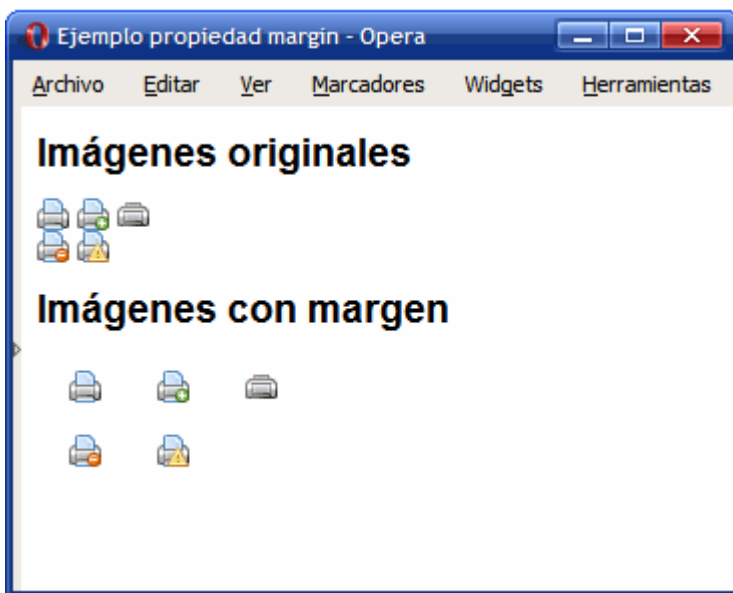 Ejemplo propiedad margin - Opera
Archivo Editar Ver Marcadores Widgets Herramientas
Imágenes originales
Imágenes con margen